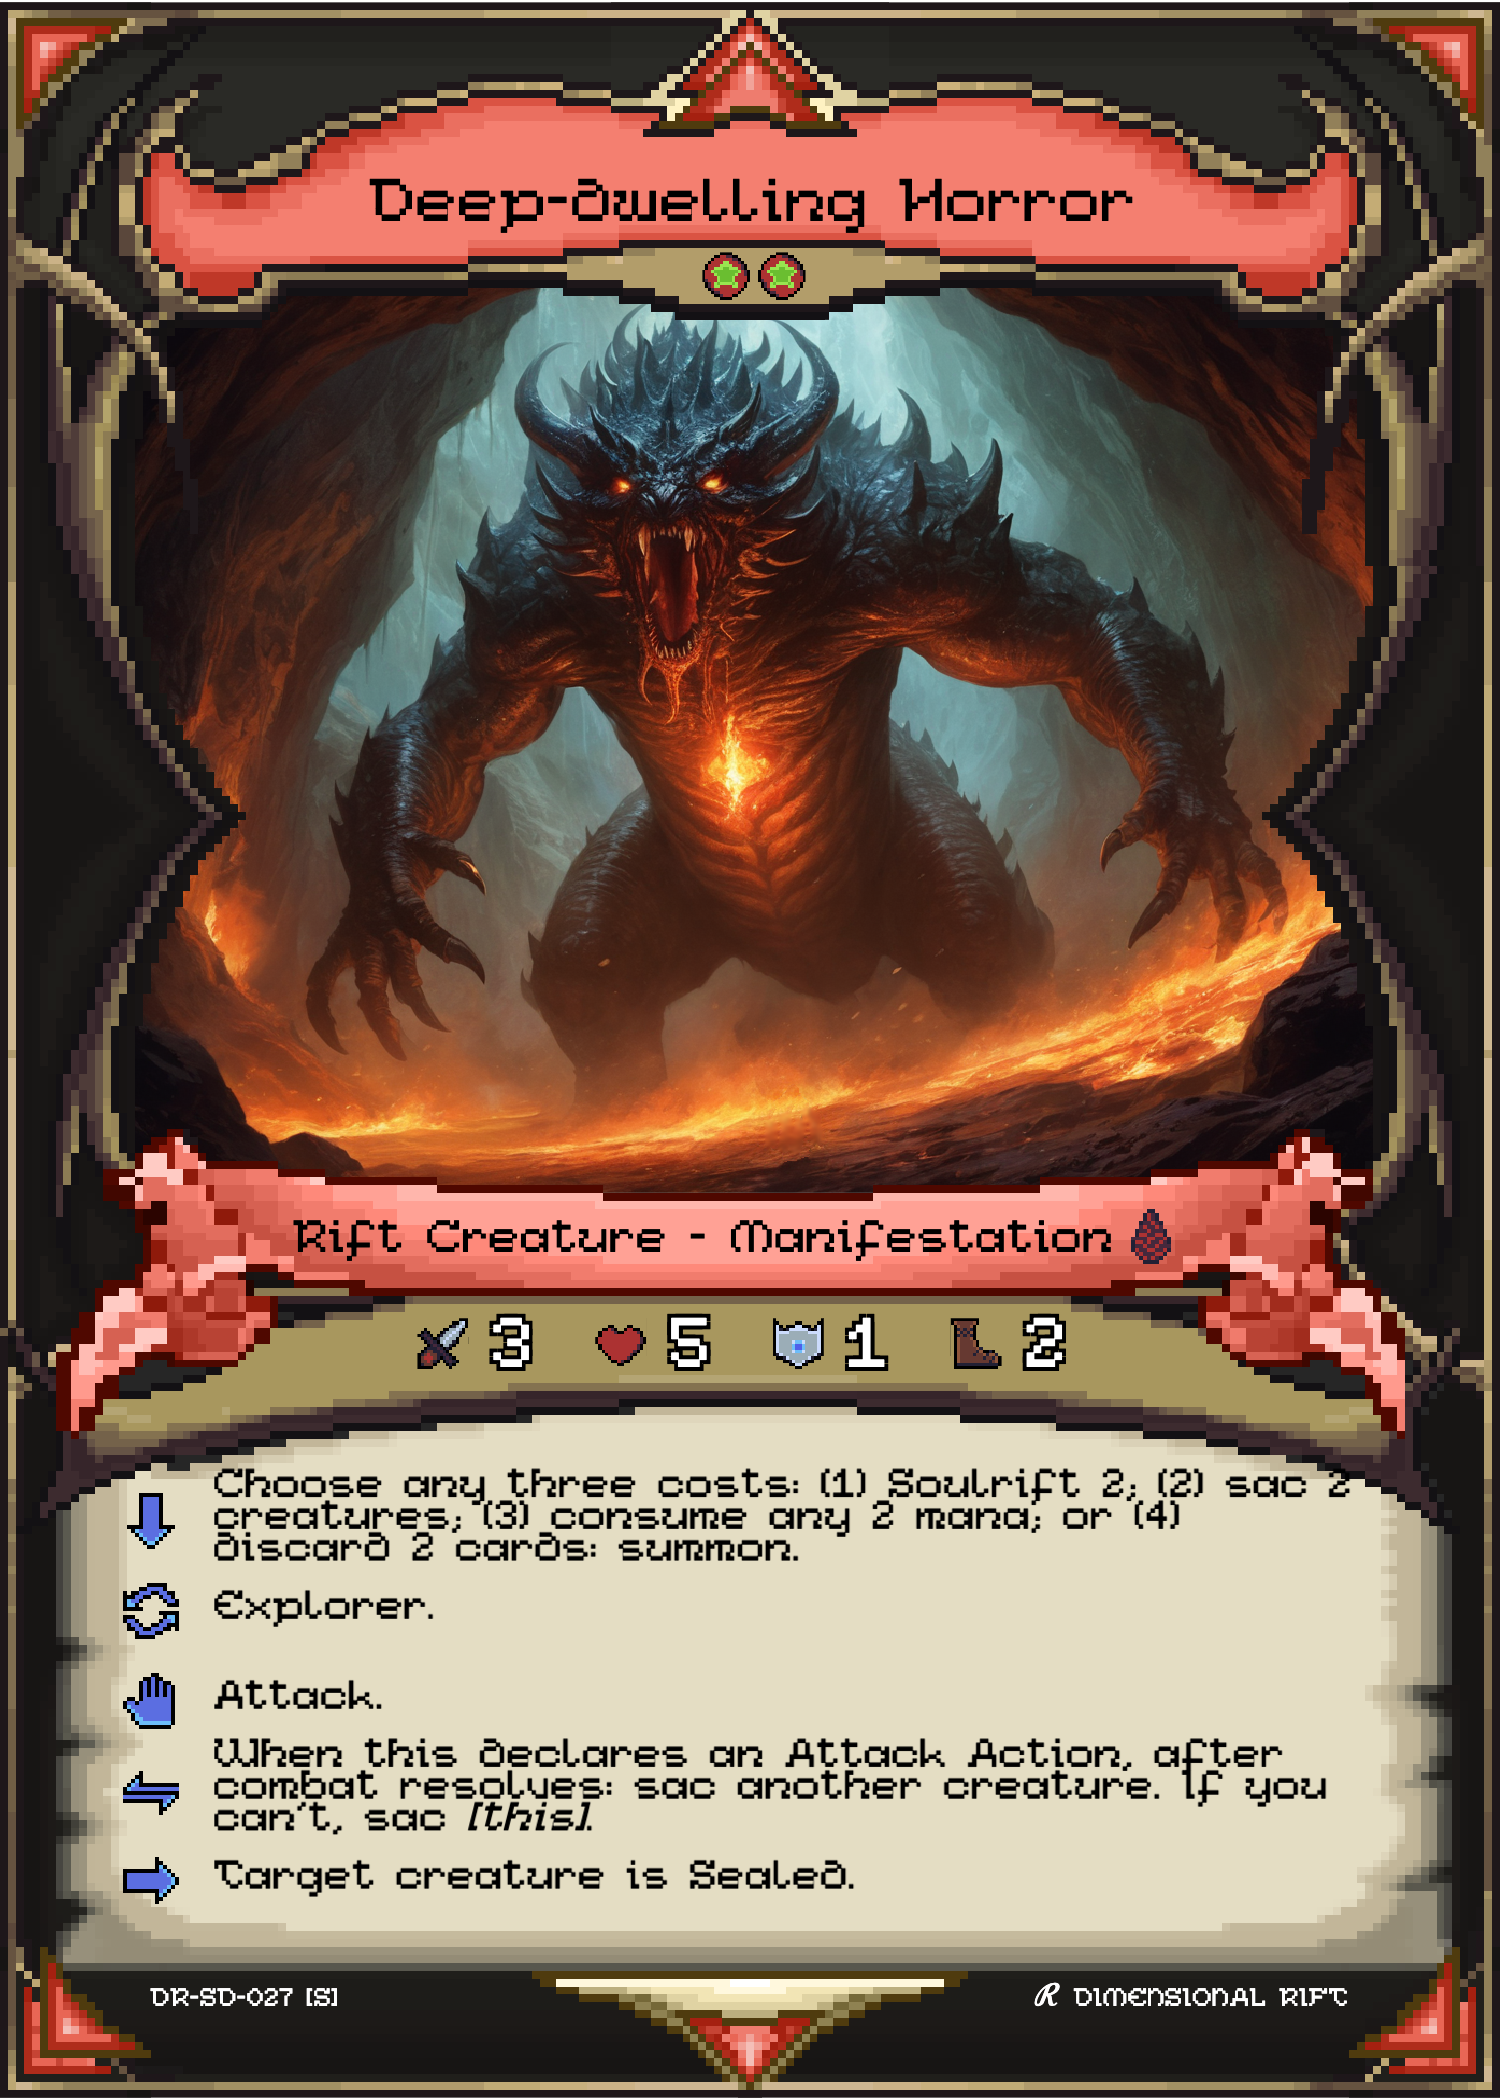 Deep-dwelling Horror
Rift Creature - Manifestation
3 5 1 2
Choose any three costs: (1) Soulrift 2; (2) sac 2
creatures; (3) consume any 2 mana; or (4)
discard 2 cards: summon.
Explorer.
Attack.
When this declares an Attack Action, after
combat resolves: sac another creature. If you
can't, sac [this].
Target creature is Sealed.
DR-SD-027 [S]
R DIMENSIONAL RIFT